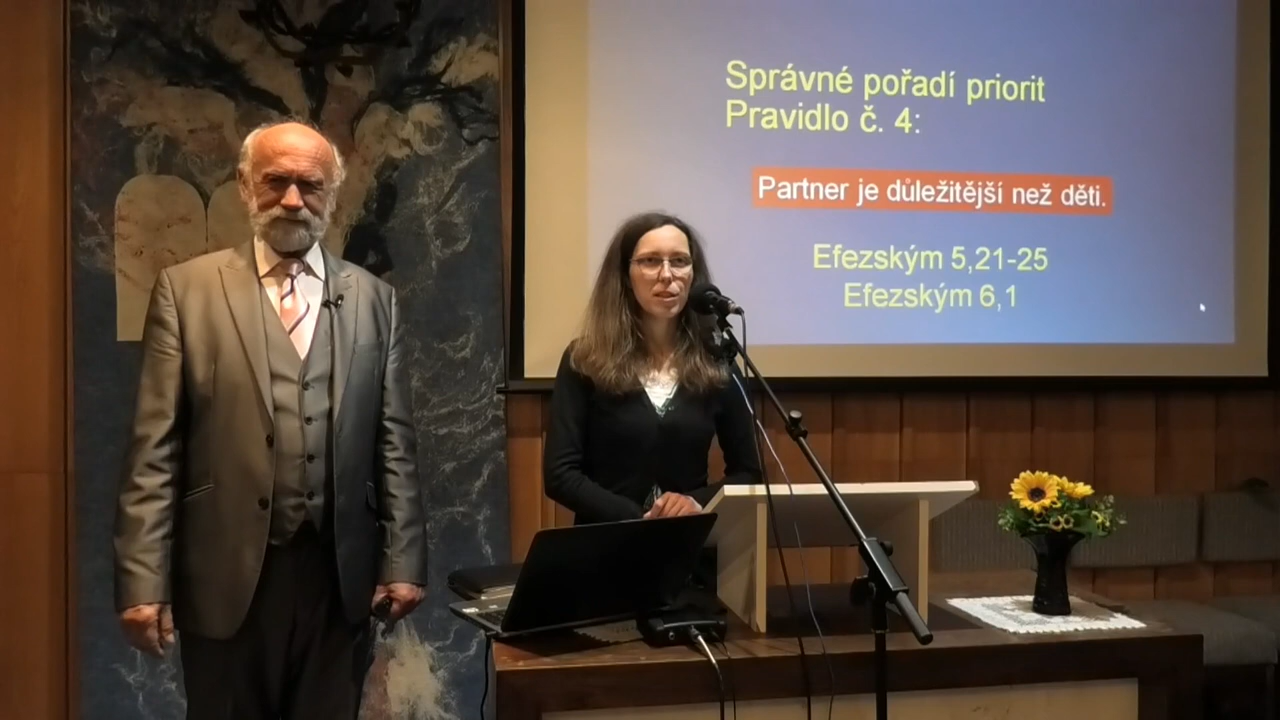 Správné pořadí priorit
Pravidlo č. 4:
Partner je důležitější než děti.
Efezským 5,21-25
Efezským 6,1